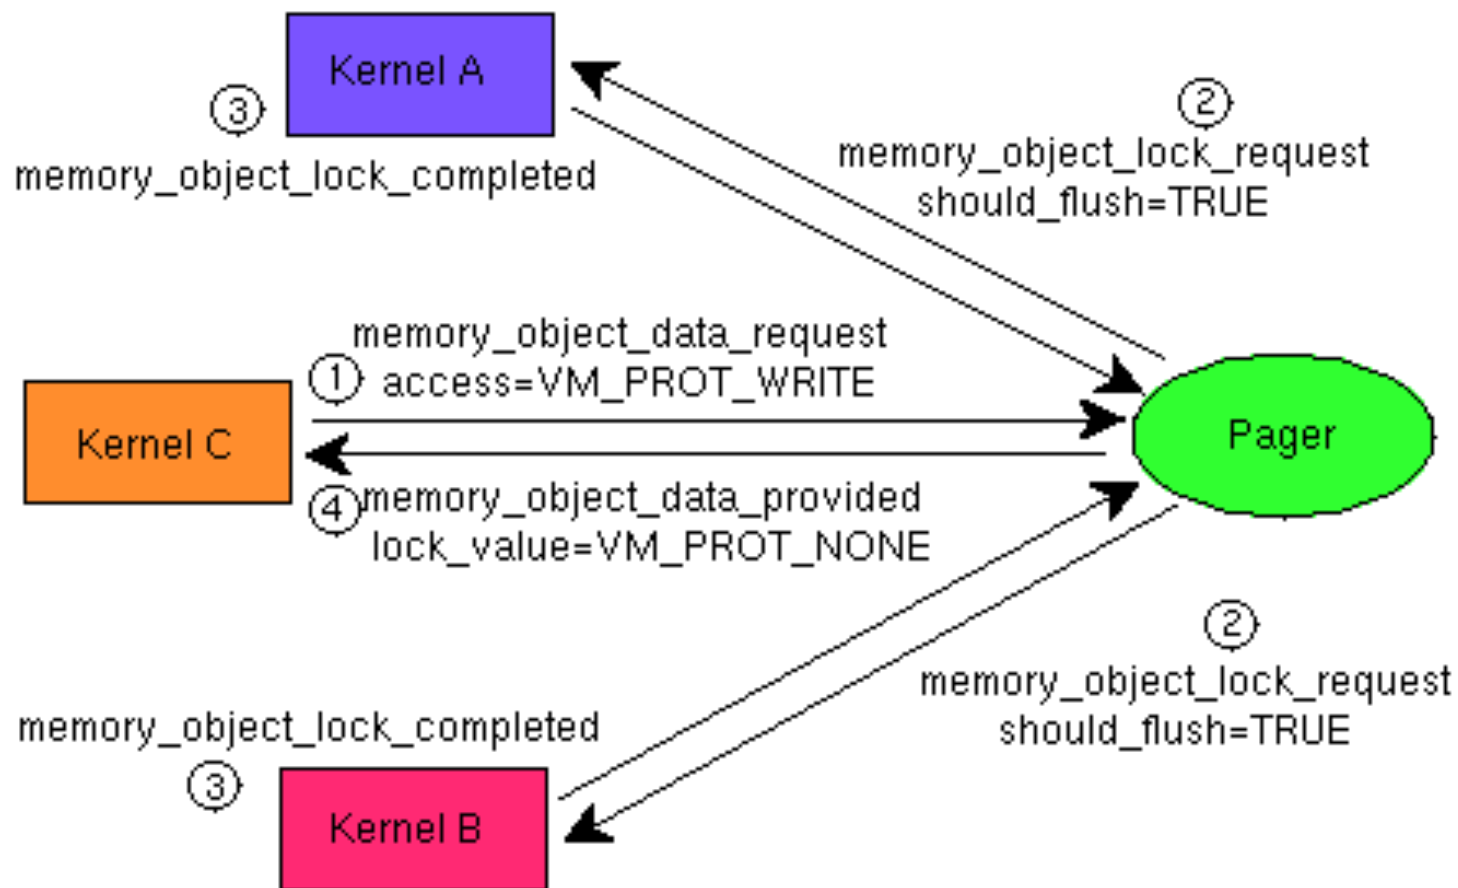 Kernel A
3
memory_object_lock_completed
2
memory_object_lock_request
should_flush=TRUE
memory_object_data_request
1
access=VM_PROT_WRITE
Kernel C
Pager
4
memory_object_data_provided
lock_value=VM_PROT_NONE
2
memory_object_lock_request
should_flush=TRUE
memory_object_lock_completed
3
Kernel B